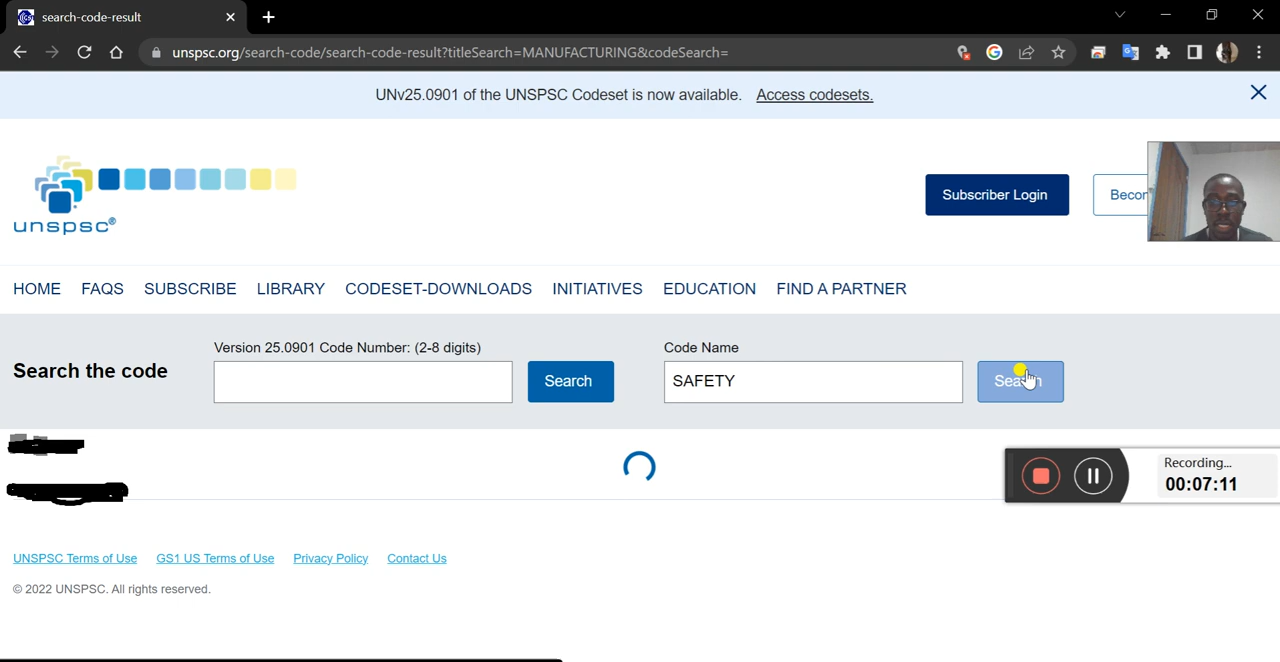 search-code-result
unspsc.org/search-code/search-code-result?titleSearch=MANUFACTURING&codeSearch=
UNv25.0901 of the UNSPSC Codeset is now available. Access codesets.
unspsc®
Subscriber Login
Becom
HOME FAQS SUBSCRIBE LIBRARY CODESET-DOWNLOADS INITIATIVES EDUCATION FIND A PARTNER
Version 25.0901 Code Number: (2-8 digits)
Code Name
Search the code
Search
SAFETY
Search
Recording...
00:07:11
UNSPSC Terms of Use GS1 US Terms of Use Privacy Policy Contact Us
© 2022 UNSPSC. All rights reserved.